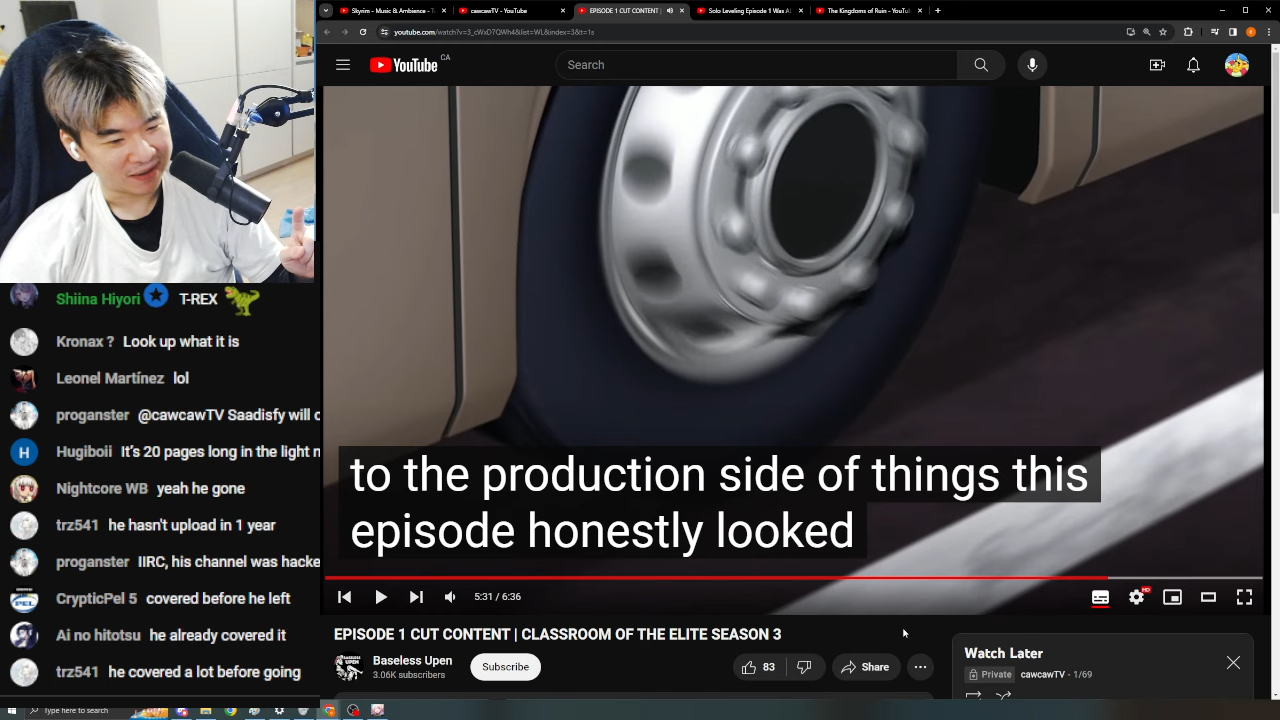 Skyrim - Music & Ambience - T
cawcawTV - YouTube
EPISODE 1 CUT CONTENT |
Solo Leveling Episode 1 Was A
The Kingdoms of Ruin - YouTu
youtube.com/watch?v=3_cWxD7QWh4&list=WL&index=3&t=1s
YouTube CA
Search
Shiina Hiyori T-REX
Kronax ? Look up what it is
Leonel Martínez lol
proganster @cawcawTV Saadisfy will c
Hugiboii It's 20 pages long in the light n
Nightcore WB yeah he gone
trz541 he hasn't upload in 1 year
proganster IIRC, his channel was hacke
CrypticPel 5 covered before he left
Ai no hitotsu he already covered it
trz541 he covered a lot before going
to the production side of things this
episode honestly looked
5:31 / 6:36
HD
EPISODE 1 CUT CONTENT | CLASSROOM OF THE ELITE SEASON 3
Baseless Upen
3.06K subscribers
Subscribe
83
Share
Watch Later
Private cawcawTV - 1/69
Type here to search